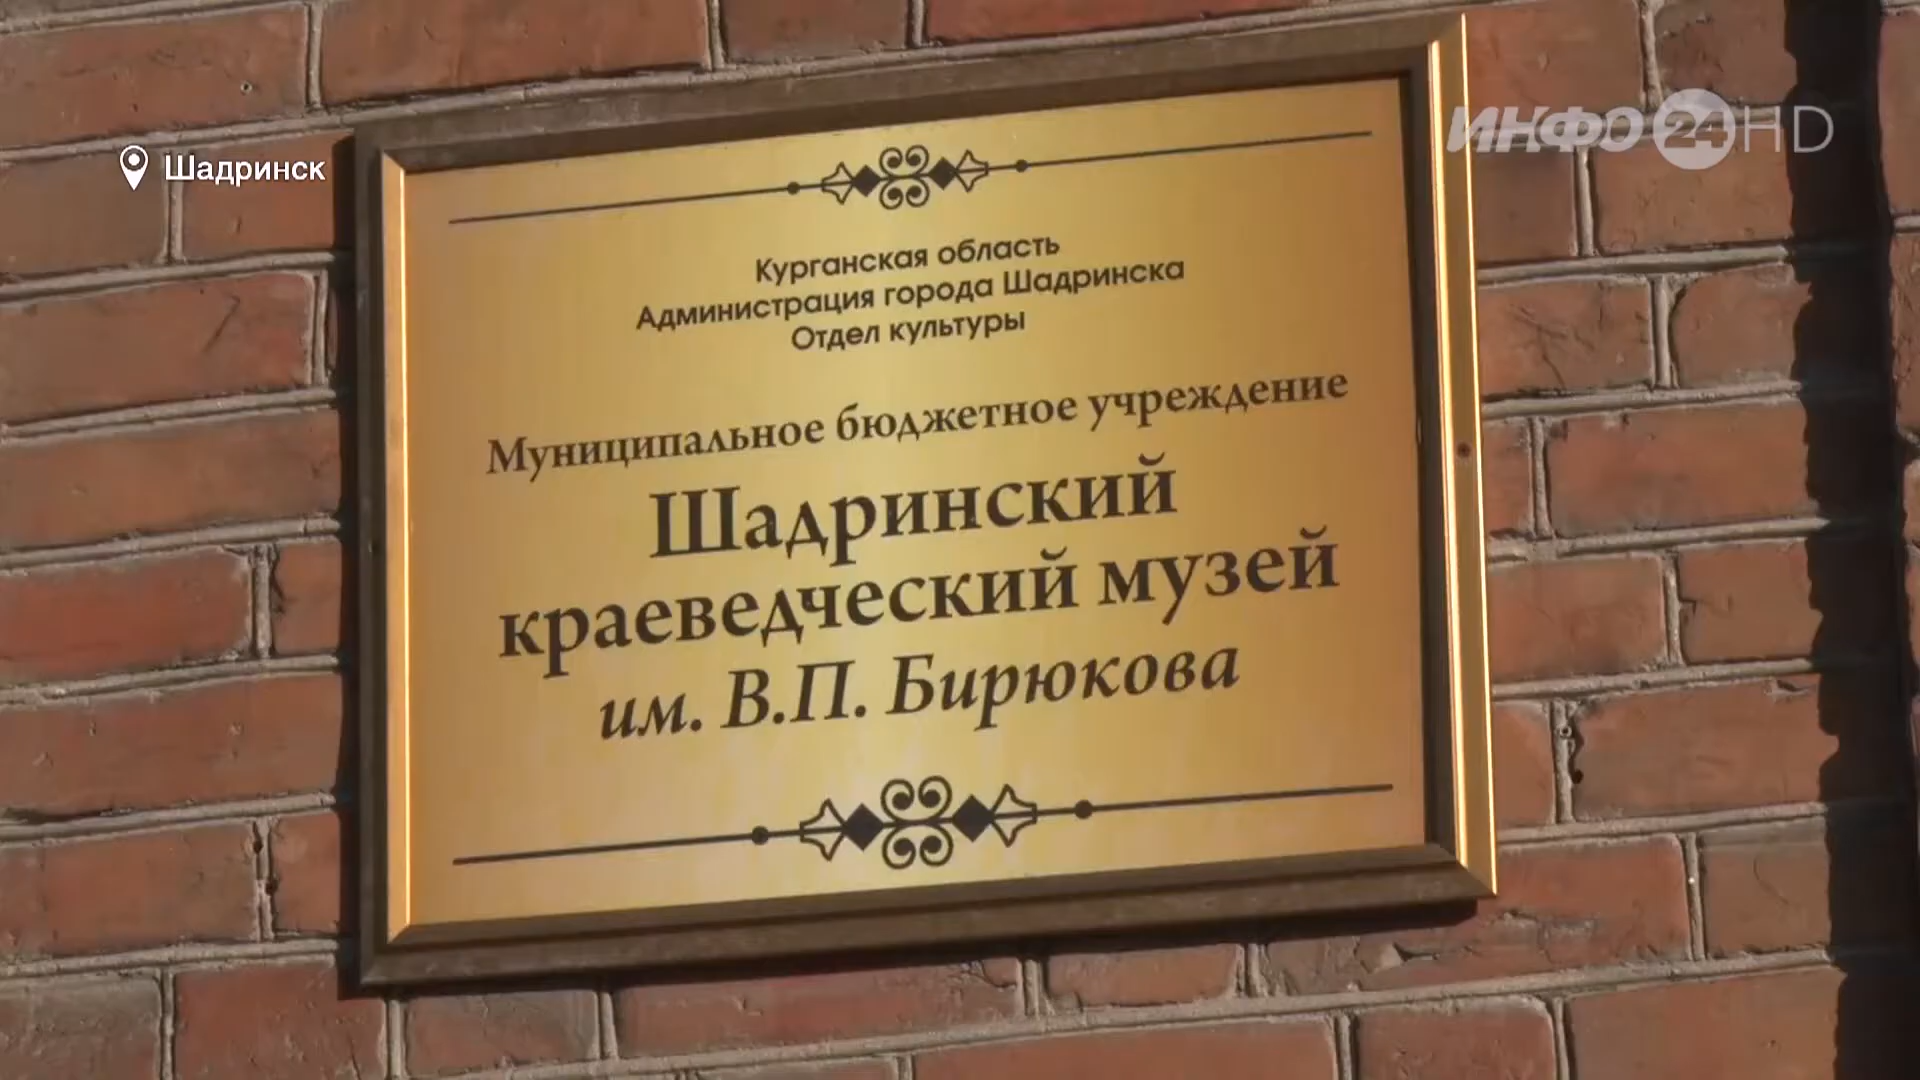 ИНФО 24 HD
Шадринск
Курганская область
Администрация города Шадринска
Отдел культуры
Муниципальное бюджетное учреждение
Шадринский
краеведческий музей
им. В.П. Бирюкова